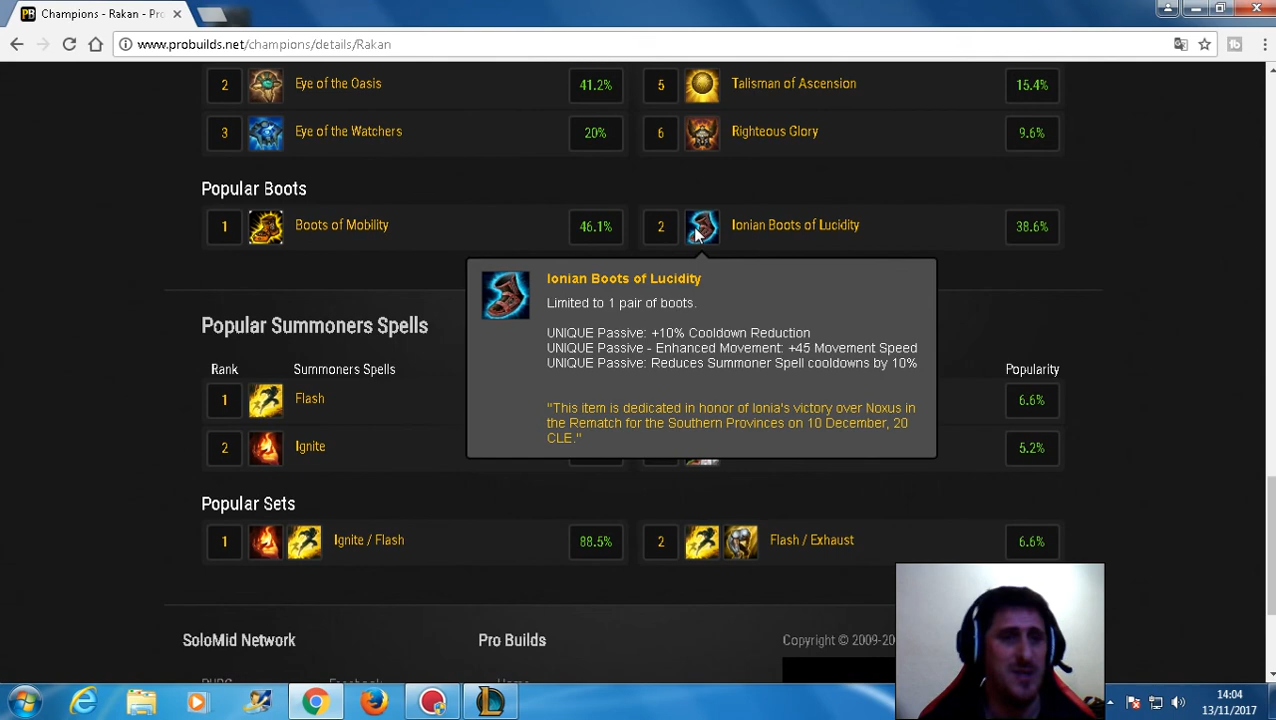 Champions - Rakan - Pro
www.probuilds.net/champions/details/Rakan
2 Eye of the Oasis 41.2% 5 Talisman of Ascension 15.4%
3 Eye of the Watchers 20% 6 Righteous Glory 9.6%
Popular Boots
1 Boots of Mobility 46.1% 2 Ionian Boots of Lucidity 38.6%
Ionian Boots of Lucidity
Limited to 1 pair of boots.
UNIQUE Passive: +10% Cooldown Reduction
UNIQUE Passive - Enhanced Movement: +45 Movement Speed
UNIQUE Passive: Reduces Summoner Spell cooldowns by 10%
"This item is dedicated in honor of Ionia's victory over Noxus in
the Rematch for the Southern Provinces on 10 December, 20
CLE."
Popular Summoners Spells
Rank Summoners Spells Popularity
1 Flash 6.6%
2 Ignite 5.2%
Popular Sets
1 Ignite / Flash 88.5% 2 Flash / Exhaust 6.6%
SoloMid Network Pro Builds Copyright © 2009-20
14:04
13/11/2017